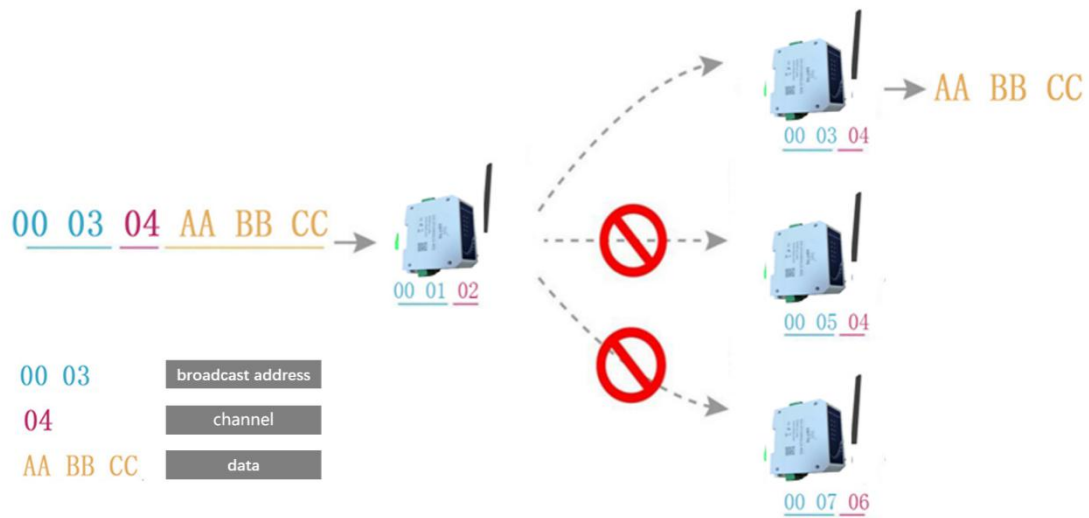 AA BB CC
00 03 04
00 03 04 AA BB CC
00 01 02
00 05 04
00 03 broadcast address
04 channel
AA BB CC data
00 07 06